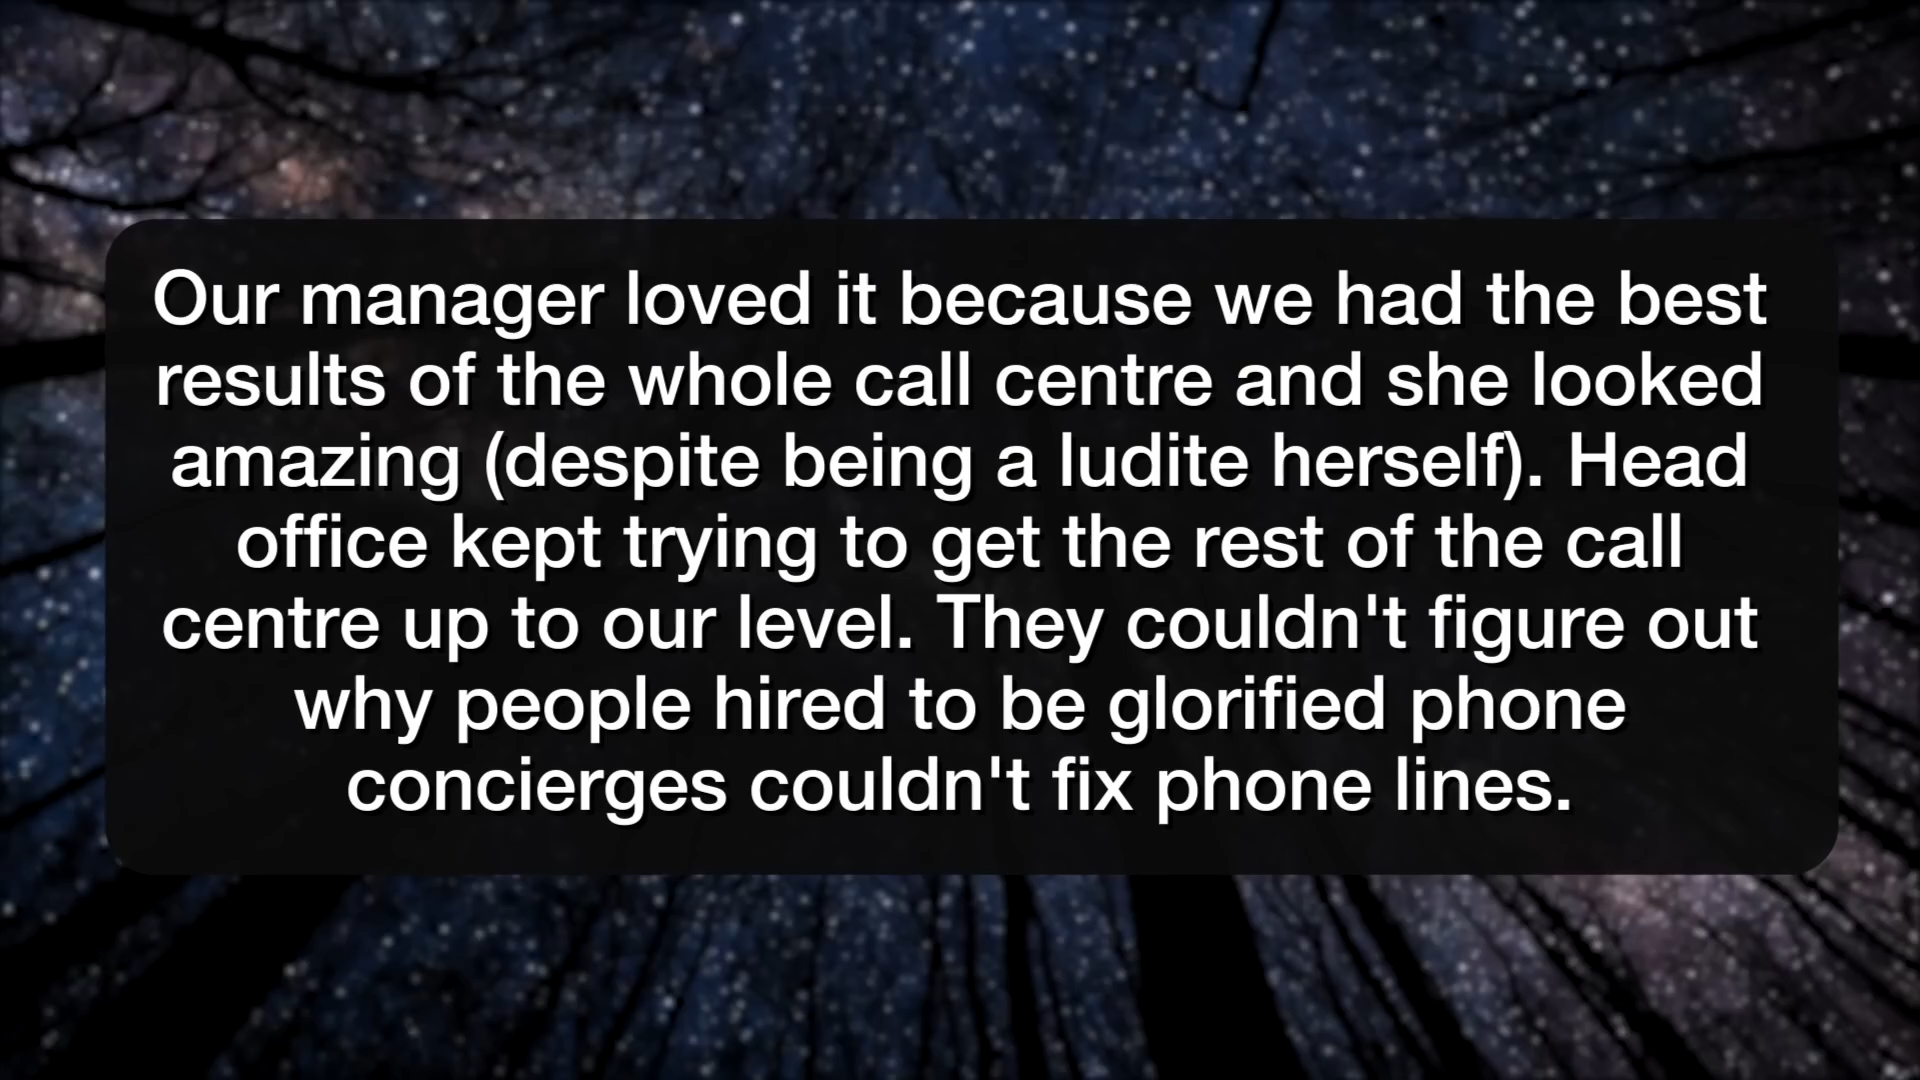 Our manager loved it because we had the best
results of the whole call centre and she looked
amazing (despite being a ludite herself). Head
office kept trying to get the rest of the call
centre up to our level. They couldn't figure out
why people hired to be glorified phone
concierges couldn't fix phone lines.